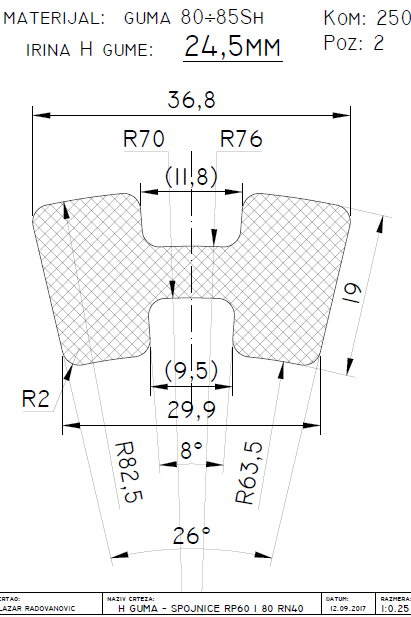 MATERIJAL: GUMA 80÷85SH
KOM: 250
IRINA H GUME: 24,5MM
POZ: 2
36,8
R70
R76
(11,8)
19
(9,5)
R2
29,9
8°
R82,5
R63,5
26°
CRTAO:
LAZAR RADOVANOVIC
NAZIV CRTEZA:
H GUMA - SPOJNICE RP60 I 80 RN40
DATUM:
12.09.2017
RAZMERA:
1:0.25